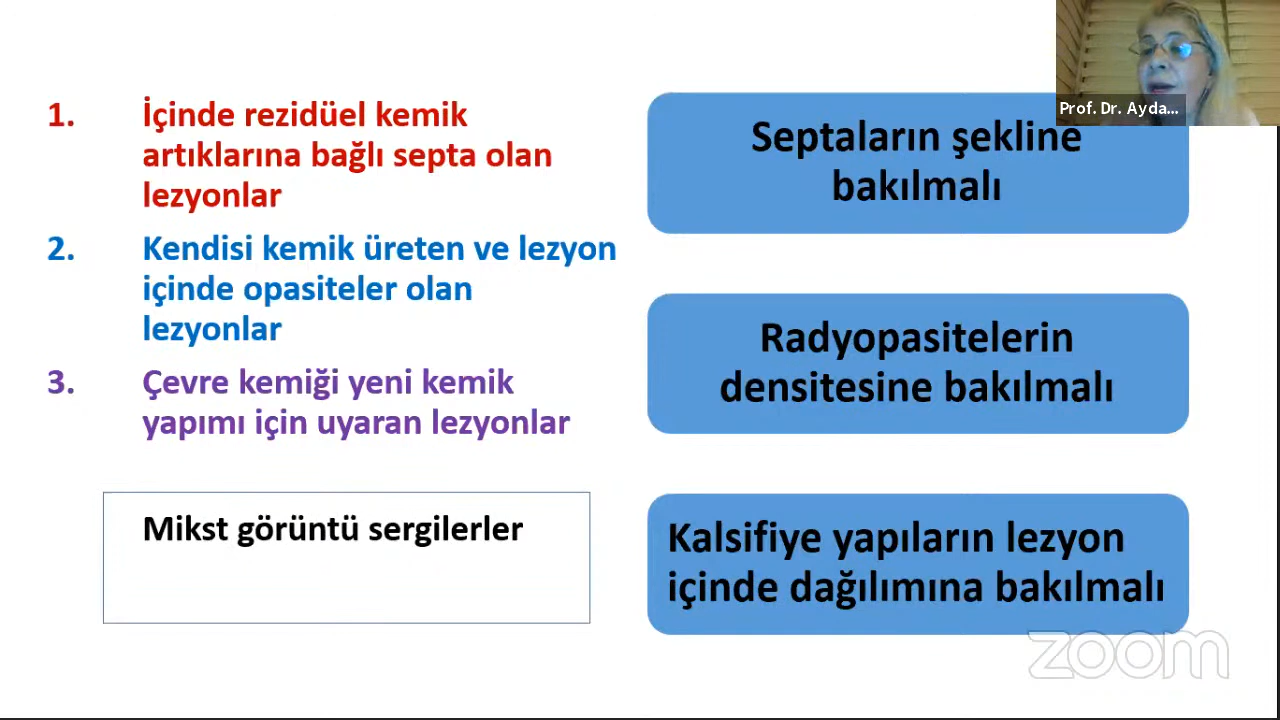 1. İçinde rezidüel kemik
artıklarına bağlı septa olan
lezyonlar
2. Kendisi kemik üreten ve lezyon
içinde opasiteler olan
lezyonlar
3. Çevre kemiği yeni kemik
yapımı için uyaran lezyonlar
Mikst görüntü sergilerler
Septaların şekline
bakılmalı
Radyopasitelerin
densitesine bakılmalı
Kalsifiye yapıların lezyon
içinde dağılımına bakılmalı
Prof. Dr. Ayda...
zoom